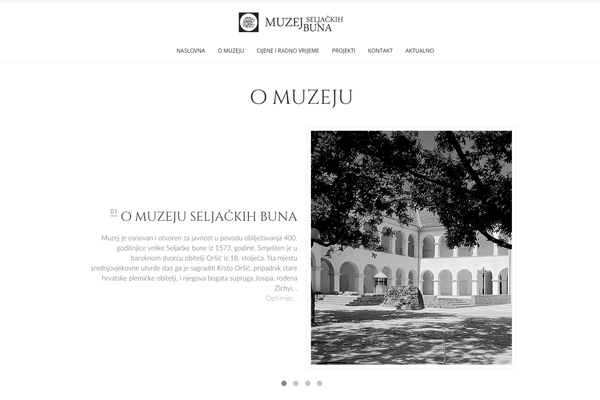 MUZEJ SELJAČKIH
BUNA
NASLOVNA O MUZEJU CIJENE I RADNO VRIJEME PROJEKTI KONTAKT AKTUALNO
O MUZEJU
01 O MUZEJU SELJAČKIH BUNA
Muzej je osnovan i otvoren za javnost u povodu obilježavanja 400.
godišnjice velike Seljačke bune iz 1573. godine. Smješten je u
baroknom dvorcu obitelji Oršić iz 18. stoljeća. Na mjestu
srednjovjekovne utvrde dao ga je sagraditi Krsto Oršić, pripadnik stare
hrvatske plemićke obitelji, i njegova bogata supruga Josipa, rođena
Zichyi. .
Opširnije...